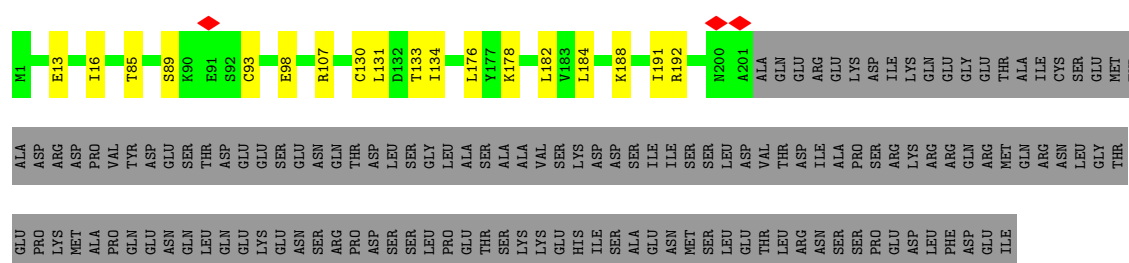 M1 E13 I16 T85 S89 K90 E91 S92 C93 E98 R107 C130 L131 D132 T133 I134 L176 Y177 K178 L182 V183 L184 K188 I191 R192 N200 A201 ALA GLN GLU ARG GLU LYS ASP ILE LYS GLN GLU GLY GLU THR ALA ILE CYS SER GLU MET
ALA ASP ARG ASP PRO VAL TYR ASP GLU SER THR ASP GLU GLU SER GLU ASN GLN THR ASP LEU SER GLY LEU ALA SER ALA ALA VAL SER LYS ASP ASP SER ILE ILE SER SER LEU ASP VAL THR ASP ILE ALA PRO SER ARG LYS ARG ARG GLN ARG MET GLN ARG ASN LEU GLY THR
GLU PRO LYS MET ALA PRO GLN GLU ASN GLN LEU GLN GLU LYS GLU ASN SER ARG PRO ASP SER SER LEU PRO GLU THR SER LYS LYS GLU HIS ILE SER ALA GLU ASN MET SER LEU GLU THR LEU ARG ASN SER SER PRO GLU ASP LEU PHE ASP GLU ILE